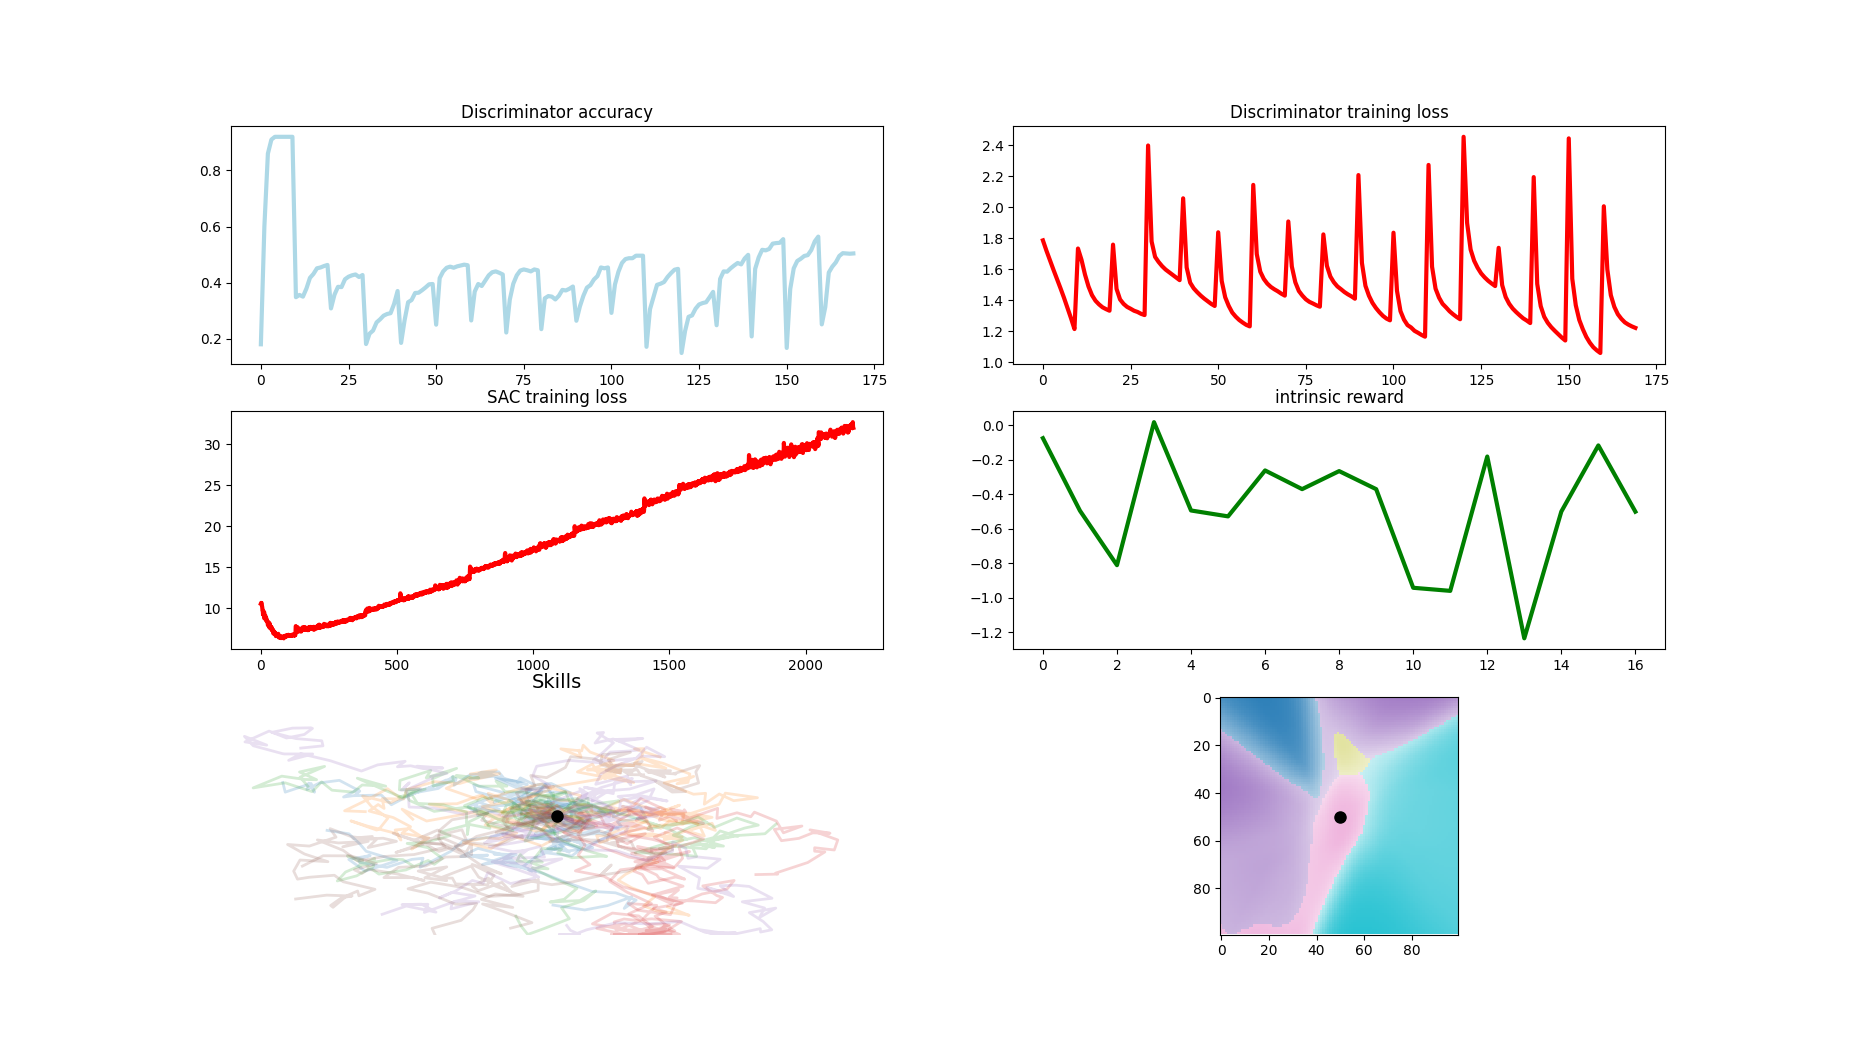 Discriminator accuracy
0.8
0.6
0.4
0.2
0 25 50 75 100 125 150 175
Discriminator training loss
2.4
2.2
2.0
1.8
1.6
1.4
1.2
1.0
0 25 50 75 100 125 150 175
SAC training loss
30
25
20
15
10
0 500 1000 1500 2000
intrinsic reward
0.0
−0.2
−0.4
−0.6
−0.8
−1.0
−1.2
0 2 4 6 8 10 12 14 16
Skills
0
20
40
60
80
0 20 40 60 80